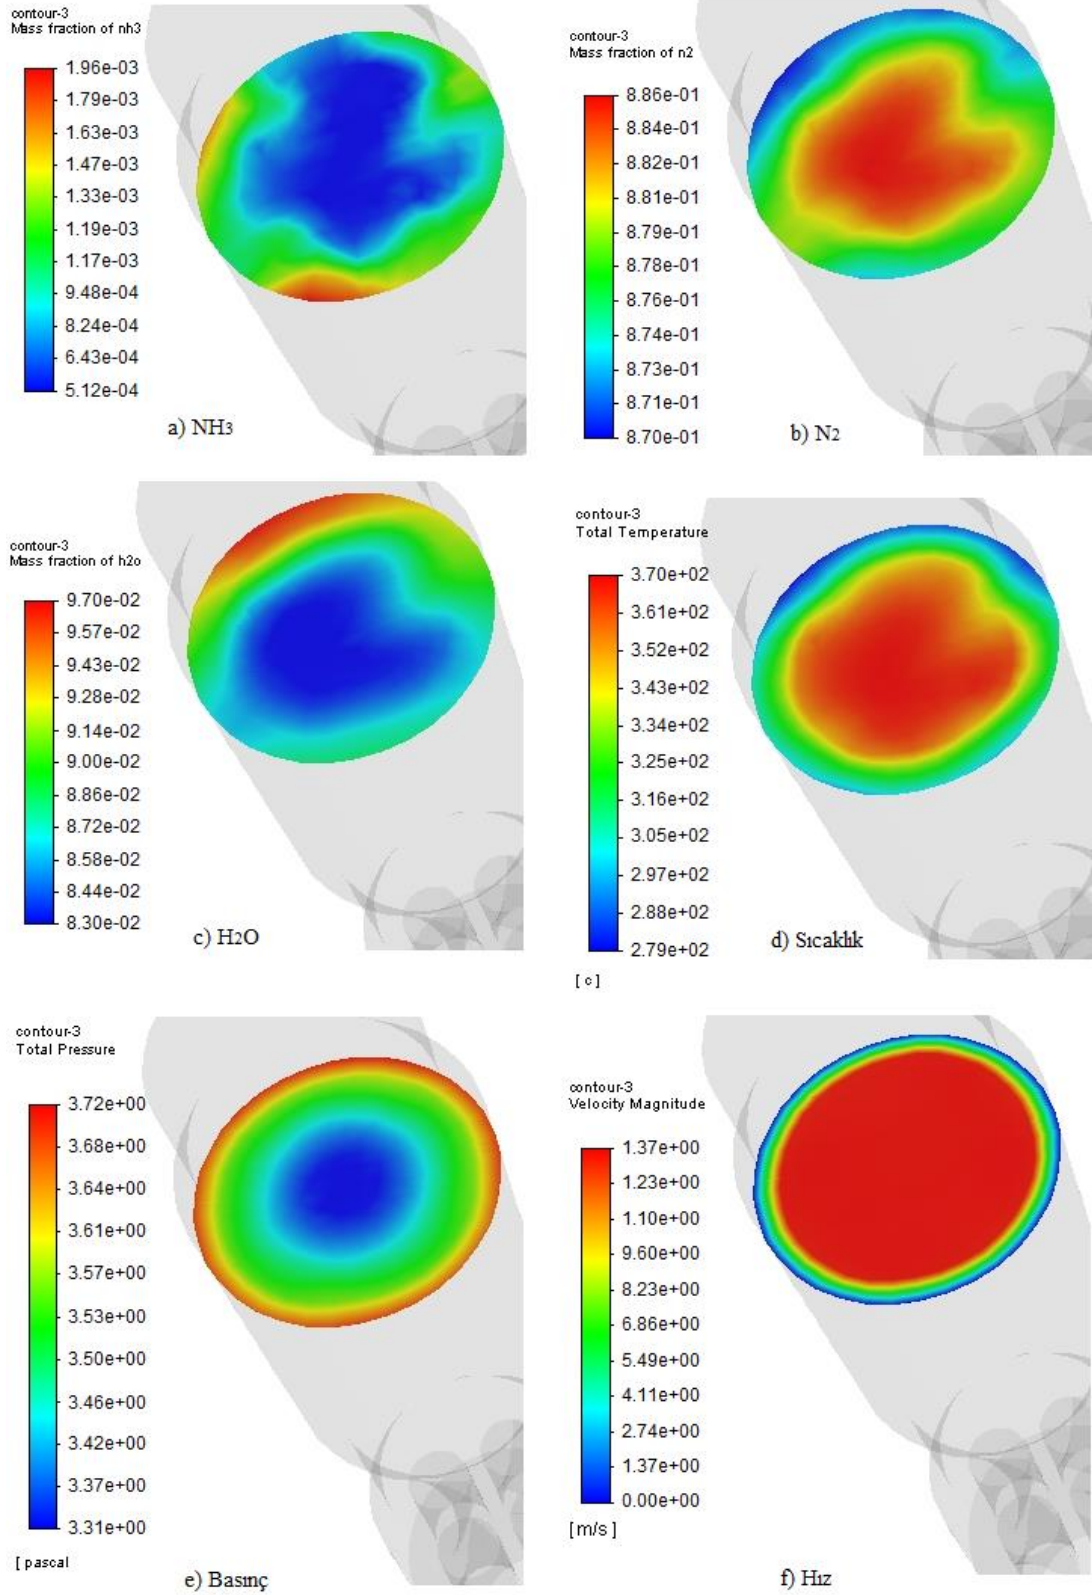 contour-3
Mass fraction of nh3
1.96e-03
1.79e-03
1.63e-03
1.47e-03
1.33e-03
1.19e-03
1.17e-03
9.48e-04
8.24e-04
6.43e-04
5.12e-04
a) NH3
contour-3
Mass fraction of n2
8.86e-01
8.84e-01
8.82e-01
8.81e-01
8.79e-01
8.78e-01
8.76e-01
8.74e-01
8.73e-01
8.71e-01
8.70e-01
b) N2
contour-3
Mass fraction of h2o
9.70e-02
9.57e-02
9.43e-02
9.28e-02
9.14e-02
9.00e-02
8.86e-02
8.72e-02
8.58e-02
8.44e-02
8.30e-02
c) H2O
contour-3
Total Temperature
3.70e+02
3.61e+02
3.52e+02
3.43e+02
3.34e+02
3.25e+02
3.16e+02
3.05e+02
2.97e+02
2.88e+02
2.79e+02
[ c ]
d) Sıcaklık
contour-3
Total Pressure
3.72e+00
3.68e+00
3.64e+00
3.61e+00
3.57e+00
3.53e+00
3.50e+00
3.46e+00
3.42e+00
3.37e+00
3.31e+00
[ pascal
e) Basınç
contour-3
Velocity Magnitude
1.37e+00
1.23e+00
1.10e+00
9.60e+00
8.23e+00
6.86e+00
5.49e+00
4.11e+00
2.74e+00
1.37e+00
0.00e+00
[ m/s ]
f) Hız